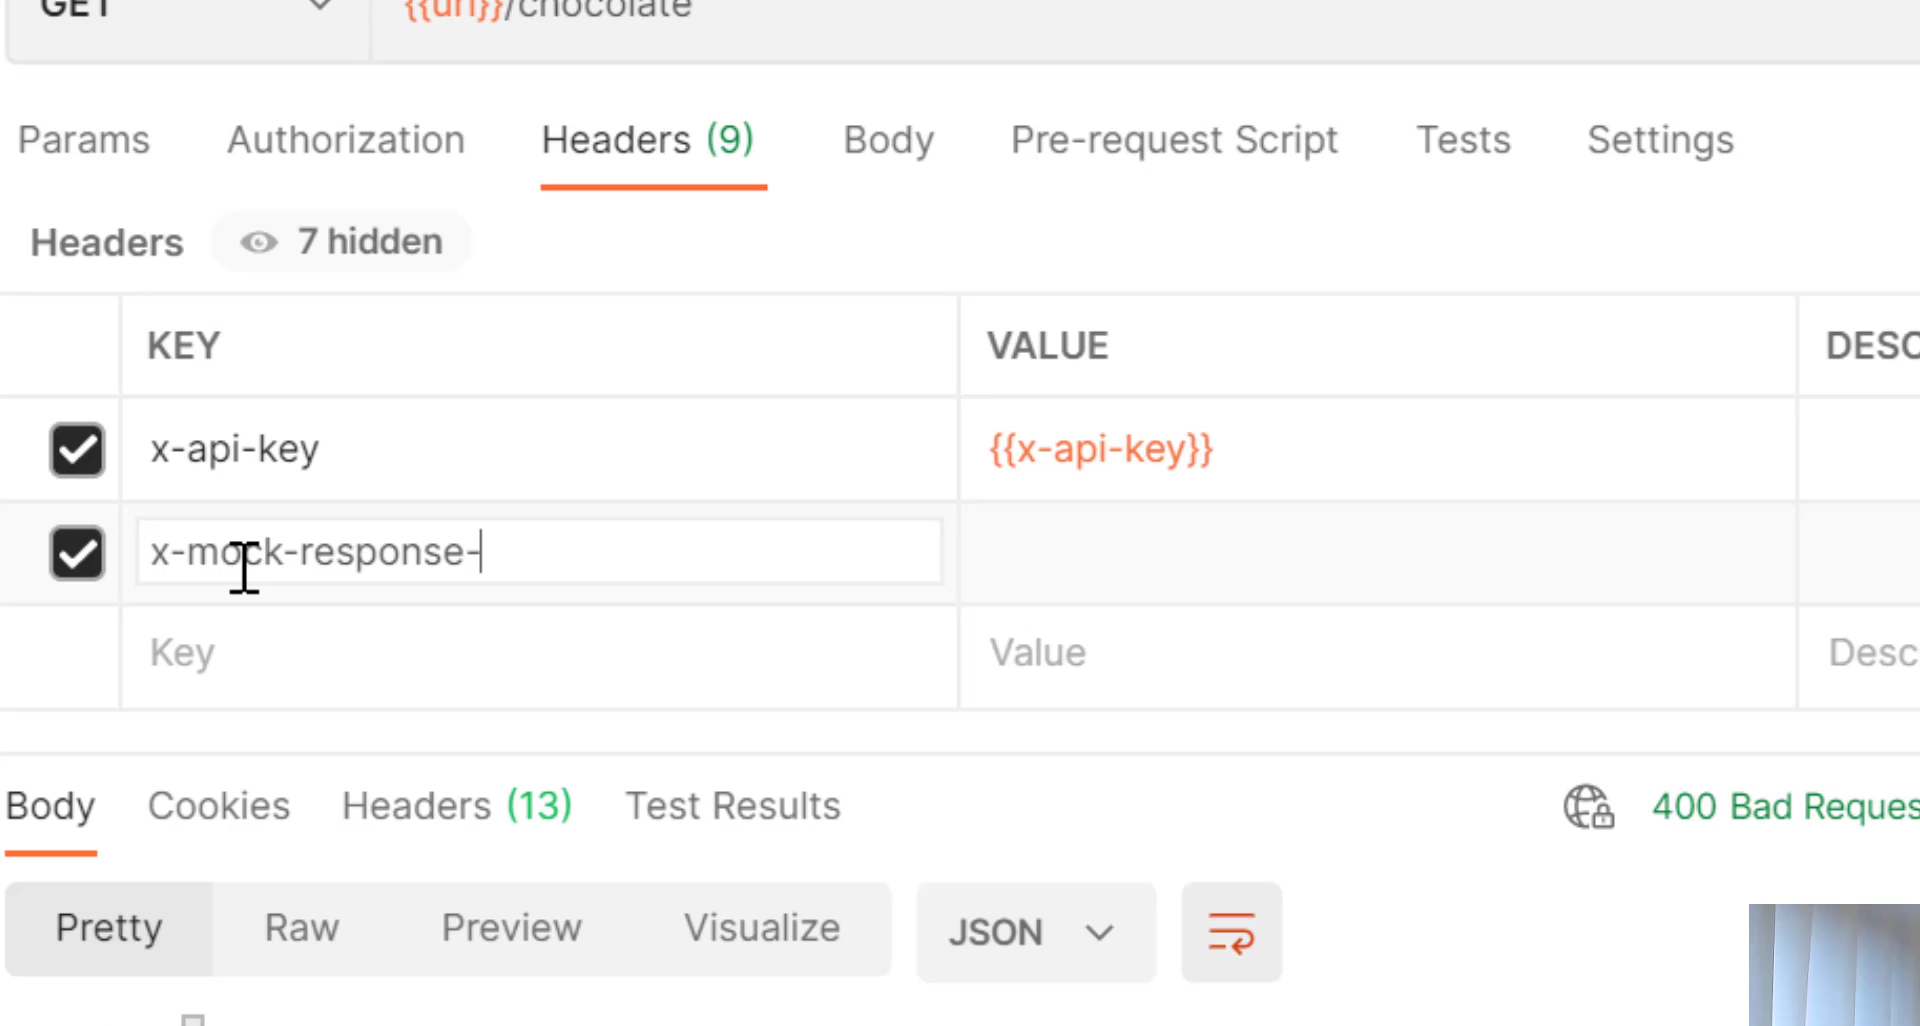 GET {{url}}/chocolate
Params Authorization Headers (9) Body Pre-request Script Tests Settings
Headers 7 hidden
KEY VALUE DESC
x-api-key {{x-api-key}}
x-mock-response-
Key Value Desc
Body Cookies Headers (13) Test Results 400 Bad Reques
Pretty Raw Preview Visualize JSON